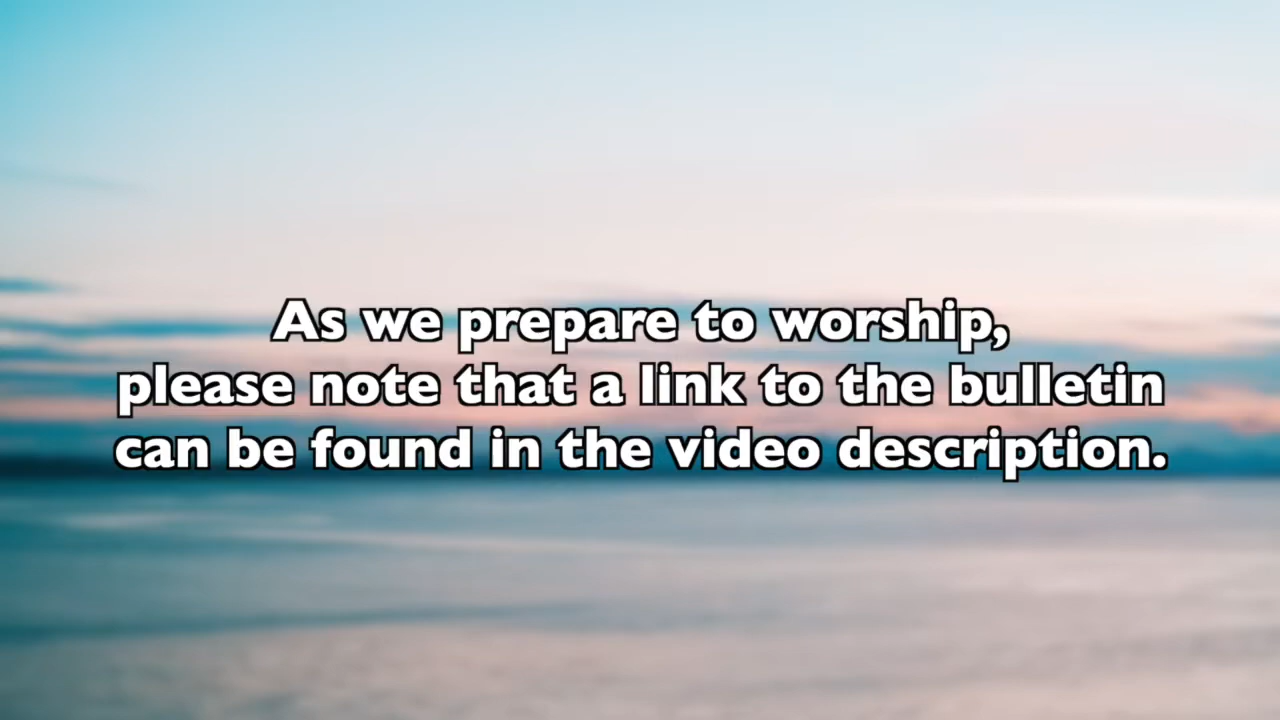 As we prepare to worship,
please note that a link to the bulletin
can be found in the video description.